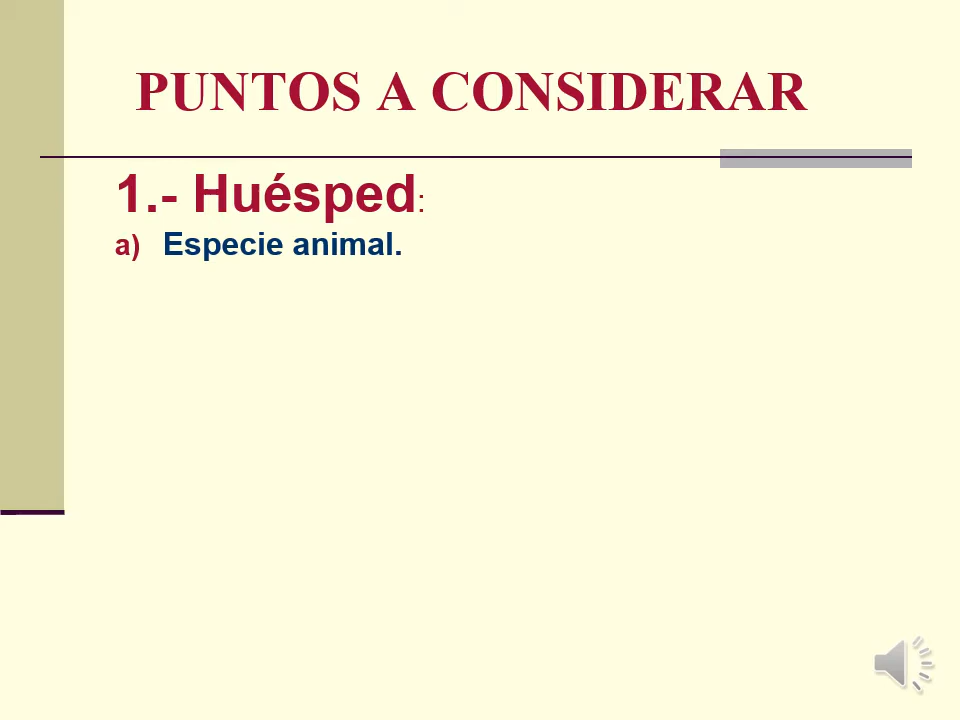 PUNTOS A CONSIDERAR
1.- Huésped:
a) Especie animal.